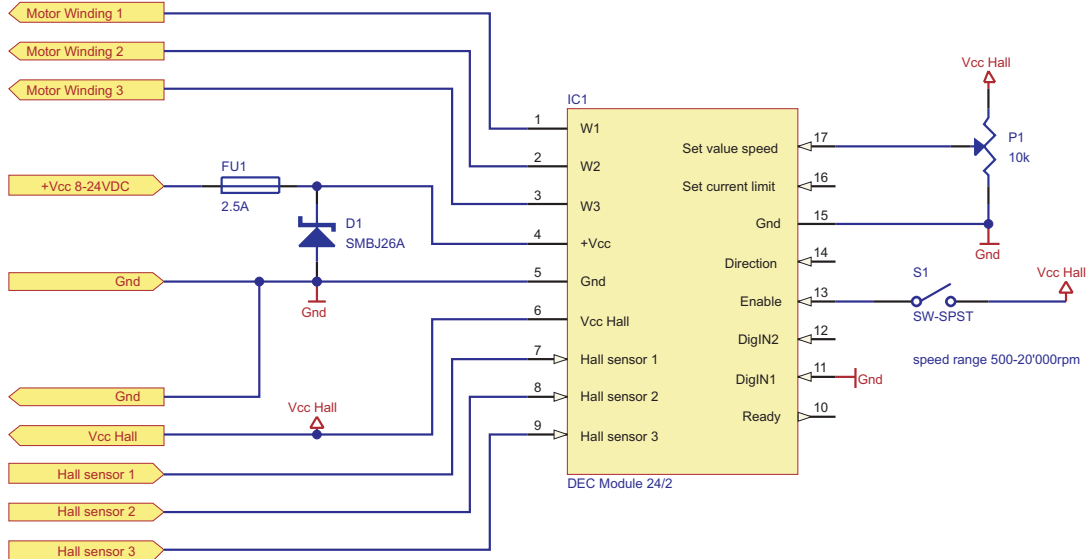 Motor Winding 1
Motor Winding 2
Motor Winding 3
+Vcc 8-24VDC
FU1
2.5A
D1
SMBJ26A
Gnd
Gnd
Gnd
Vcc Hall
Vcc Hall
Hall sensor 1
Hall sensor 2
Hall sensor 3
IC1
1 W1
2 W2
3 W3
4 +Vcc
5 Gnd
6 Vcc Hall
7 Hall sensor 1
8 Hall sensor 2
9 Hall sensor 3
Set value speed 17
Set current limit 16
Gnd 15
Direction 14
Enable 13
DigIN2 12
DigIN1 11
Ready 10
DEC Module 24/2
Vcc Hall
P1
10k
Gnd
S1
SW-SPST
Vcc Hall
speed range 500-20'000rpm
Gnd